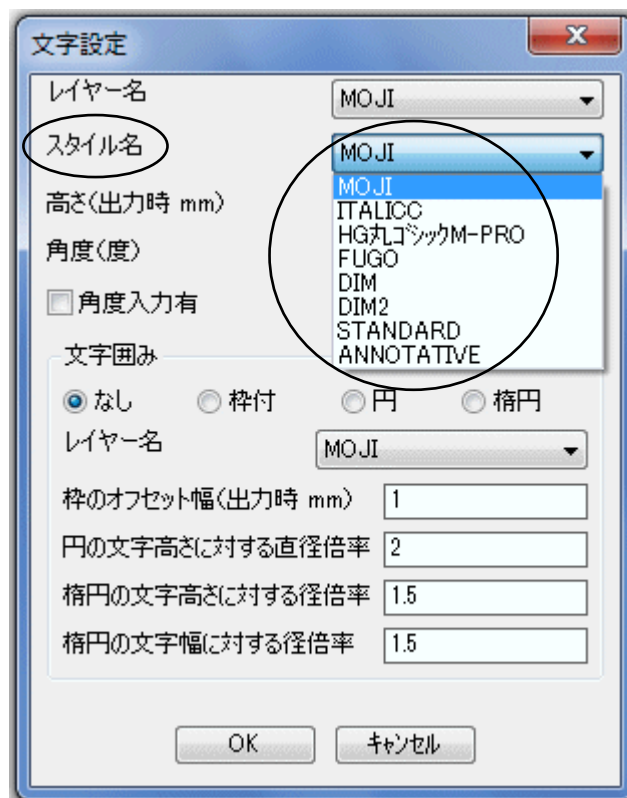 文字設定
レイヤー名 MOJI
スタイル名 MOJI
MOJI
ITALICC
高さ(出力時 mm)
HG丸ゴシックM-PRO
角度(度)
FUGO
DIM
角度入力有
DIM2
STANDARD
ANNOTATIVE
文字囲み
なし 枠付 円 楕円
レイヤー名 MOJI
枠のオフセット幅(出力時 mm) 1
円の文字高さに対する直径倍率 2
楕円の文字高さに対する径倍率 1.5
楕円の文字幅に対する径倍率 1.5
OK キャンセル